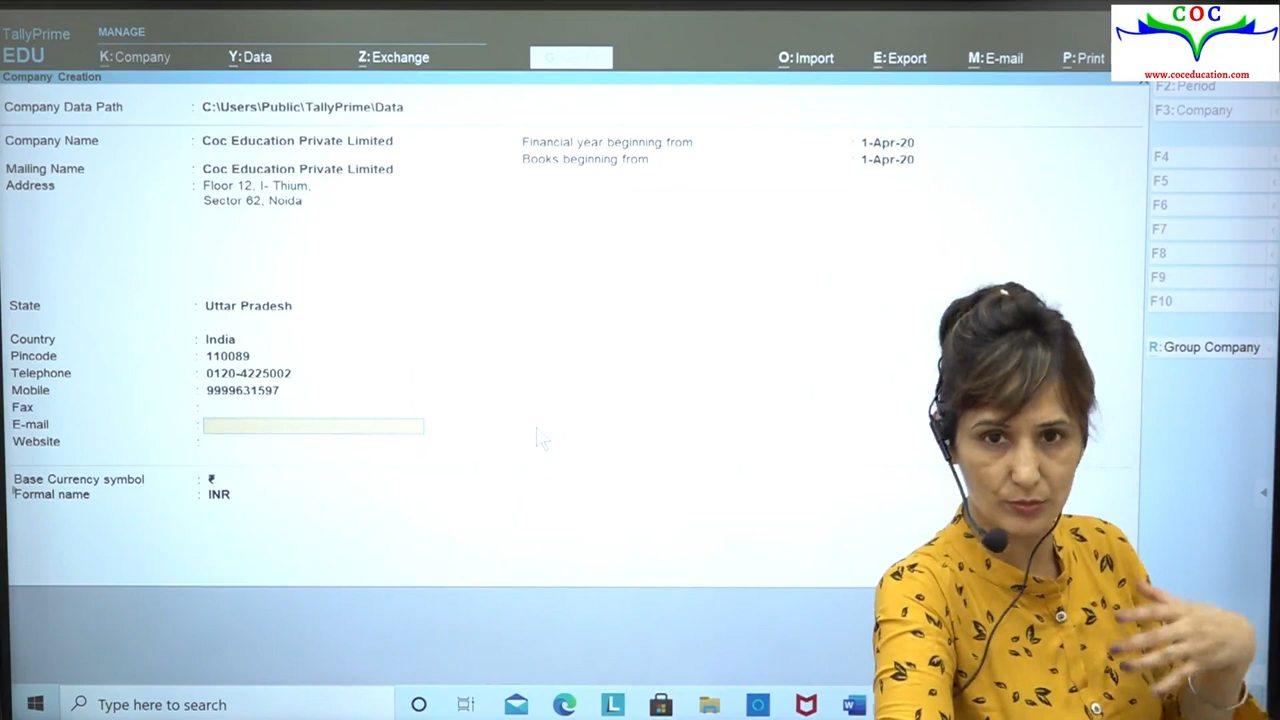 TallyPrime
EDU
MANAGE
K: Company
Y: Data
Z: Exchange
O: Import
E: Export
M: E-mail
P: Print
COC
www.coceducation.com
Company Creation
F2: Period
F3: Company
F4
F5
F6
F7
F8
F9
F10
R: Group Company
Company Data Path : C:\Users\Public\TallyPrime\Data
Company Name : Coc Education Private Limited
Financial year beginning from : 1-Apr-20
Books beginning from : 1-Apr-20
Mailing Name : Coc Education Private Limited
Address : Floor 12, I- Thium,
Sector 62, Noida
State : Uttar Pradesh
Country : India
Pincode : 110089
Telephone : 0120-4225002
Mobile : 9999631597
Fax :
E-mail :
Website :
Base Currency symbol : ₹
Formal name : INR
Type here to search